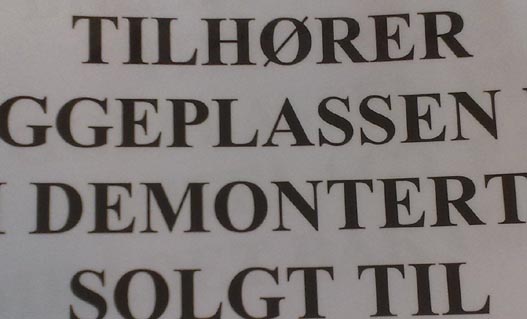 TILHØRER
GGEPLASSEN
DEMONTERT
SOLGT TIL